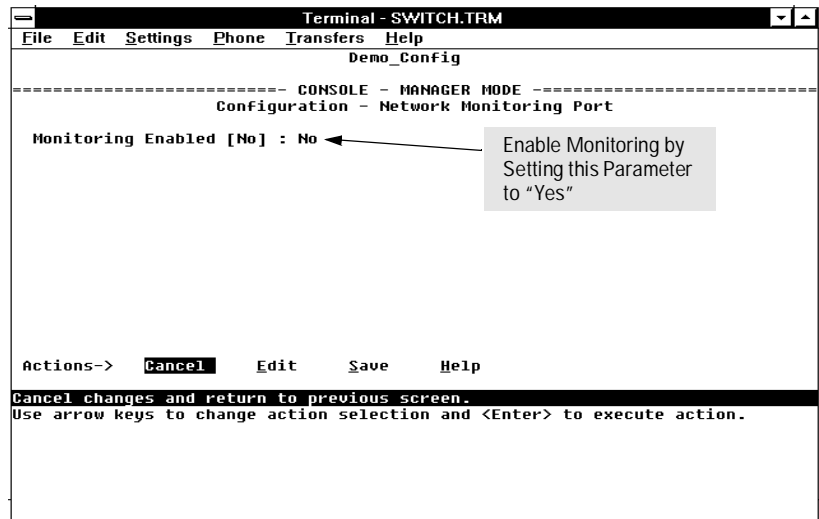 Terminal - SWITCH.TRM
File Edit Settings Phone Transfers Help
Demo_Config
==========================- CONSOLE - MANAGER MODE -===========================
Configuration - Network Monitoring Port
Monitoring Enabled [No] : No
Enable Monitoring by
Setting this Parameter
to “Yes”
Actions-> Cancel Edit Save Help
Cancel changes and return to previous screen.
Use arrow keys to change action selection and <Enter> to execute action.